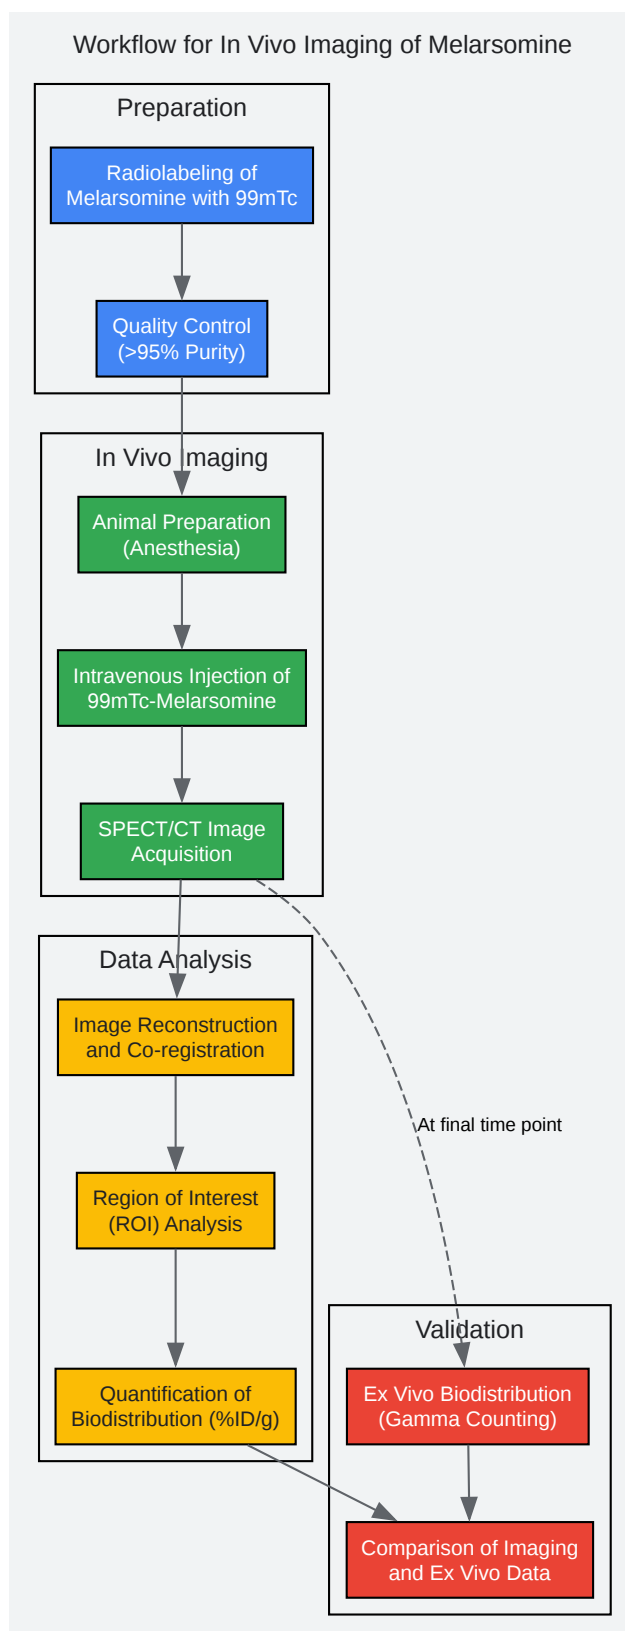 Workflow for In Vivo Imaging of Melarsomine
Preparation
Radiolabeling of
Melarsomine with 99mTc
Quality Control
(>95% Purity)
In Vivo Imaging
Animal Preparation
(Anesthesia)
Intravenous Injection of
99mTc-Melarsomine
SPECT/CT Image
Acquisition
Data Analysis
Image Reconstruction
and Co-registration
At final time point
Region of Interest
(ROI) Analysis
Quantification of
Biodistribution (%ID/g)
Validation
Ex Vivo Biodistribution
(Gamma Counting)
Comparison of Imaging
and Ex Vivo Data